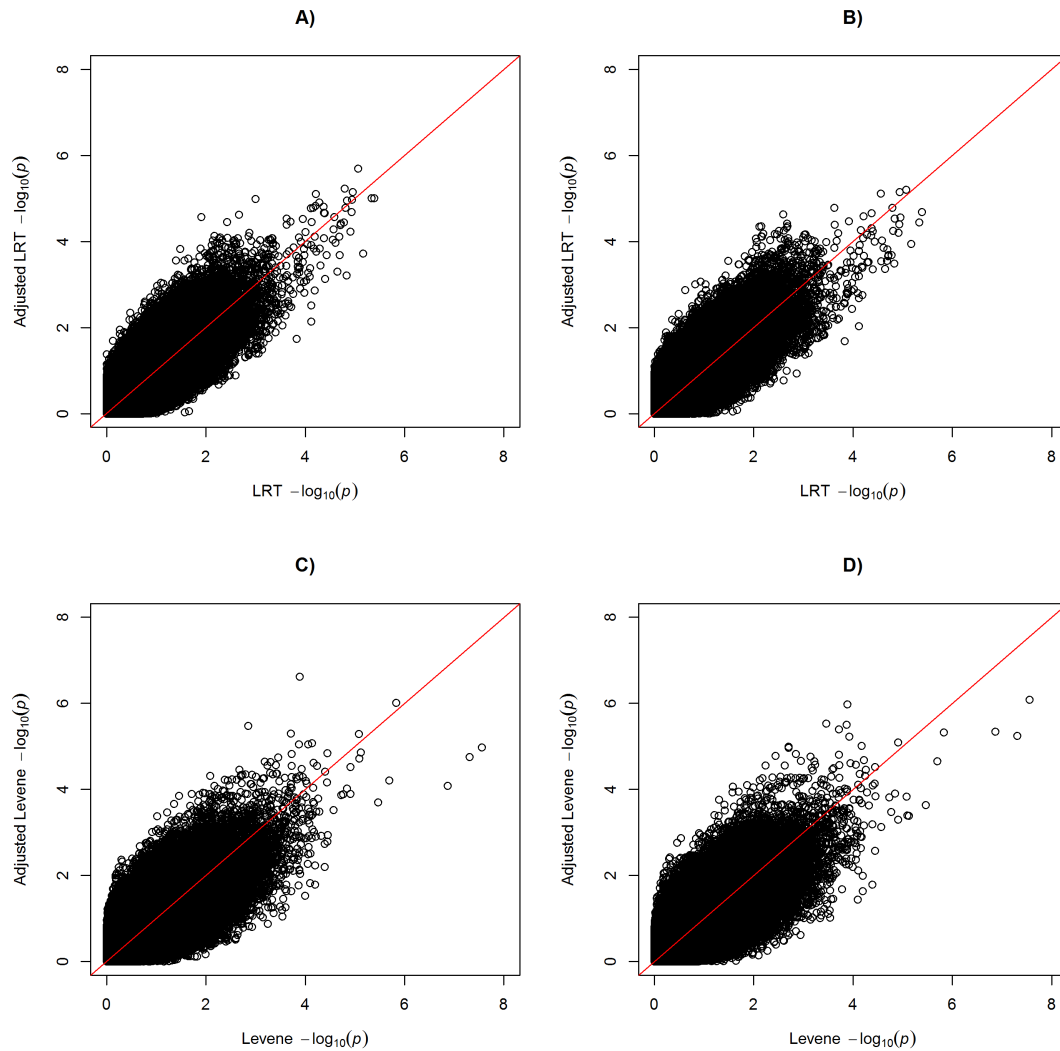 A)
8
6
4
2
0
Adjusted LRT −log₁₀(p)
0 2 4 6 8
LRT −log₁₀(p)
B)
8
6
4
2
0
Adjusted LRT −log₁₀(p)
0 2 4 6 8
LRT −log₁₀(p)
C)
8
6
4
2
0
Adjusted Levene −log₁₀(p)
0 2 4 6 8
Levene −log₁₀(p)
D)
8
6
4
2
0
Adjusted Levene −log₁₀(p)
0 2 4 6 8
Levene −log₁₀(p)